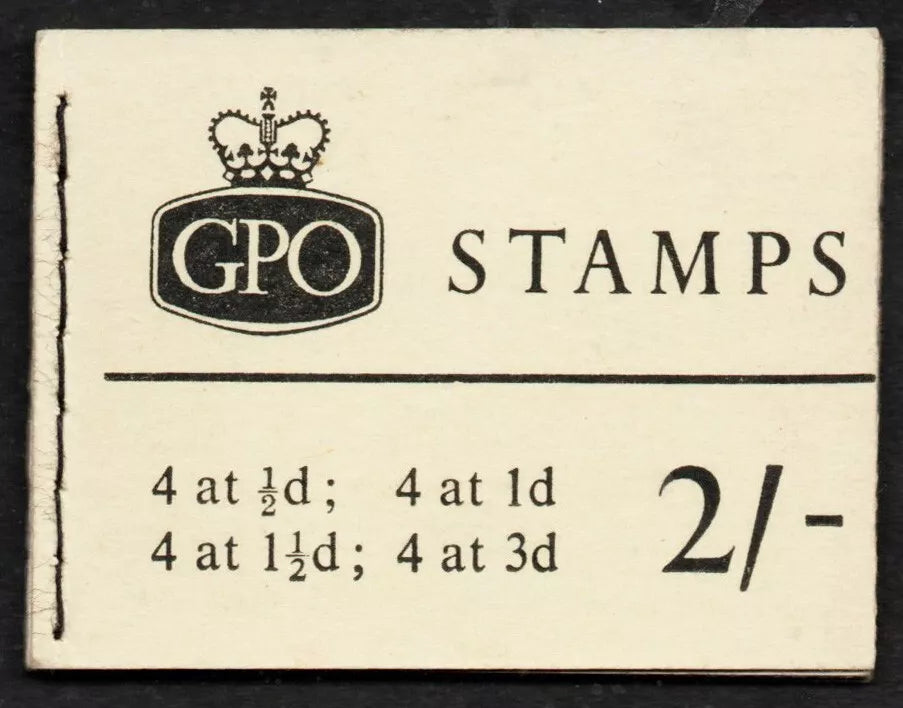 GPO
STAMPS
4 at ½d; 4 at 1d
4 at 1½d; 4 at 3d
2/-